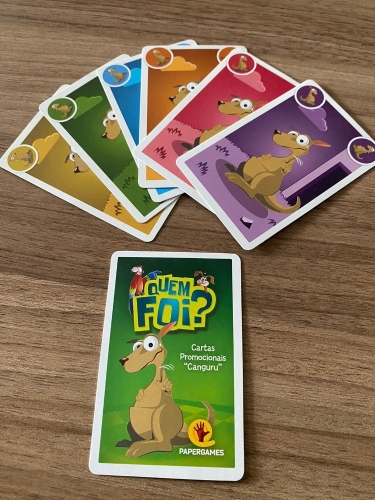 QUEM
FOI?
Cartas
Promocionais
"Canguru"
PAPERGAMES